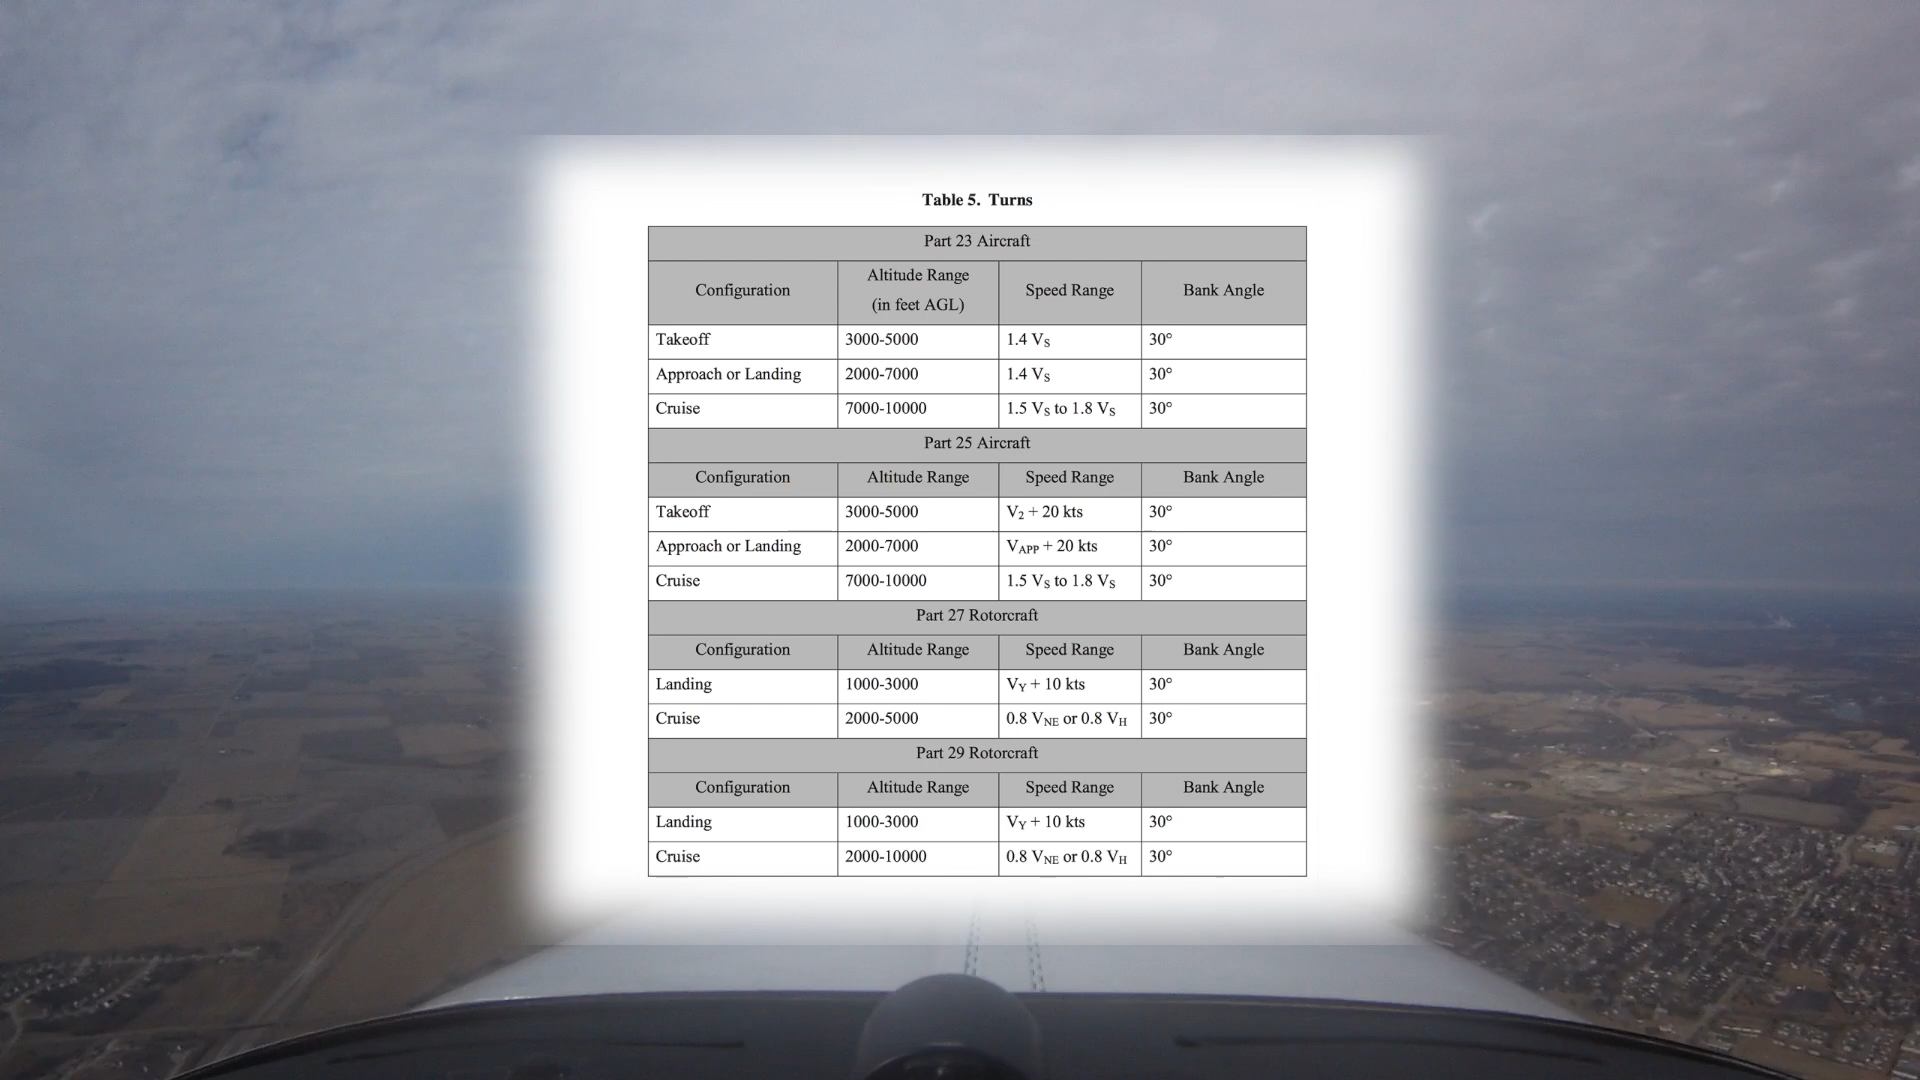 Table 5. Turns
Part 23 Aircraft
Configuration Altitude Range (in feet AGL) Speed Range Bank Angle
Takeoff 3000-5000 1.4 VS 30°
Approach or Landing 2000-7000 1.4 VS 30°
Cruise 7000-10000 1.5 VS to 1.8 VS 30°
Part 25 Aircraft
Configuration Altitude Range Speed Range Bank Angle
Takeoff 3000-5000 V2 + 20 kts 30°
Approach or Landing 2000-7000 VAPP + 20 kts 30°
Cruise 7000-10000 1.5 VS to 1.8 VS 30°
Part 27 Rotorcraft
Configuration Altitude Range Speed Range Bank Angle
Landing 1000-3000 VY + 10 kts 30°
Cruise 2000-5000 0.8 VNE or 0.8 VH 30°
Part 29 Rotorcraft
Configuration Altitude Range Speed Range Bank Angle
Landing 1000-3000 VY + 10 kts 30°
Cruise 2000-10000 0.8 VNE or 0.8 VH 30°